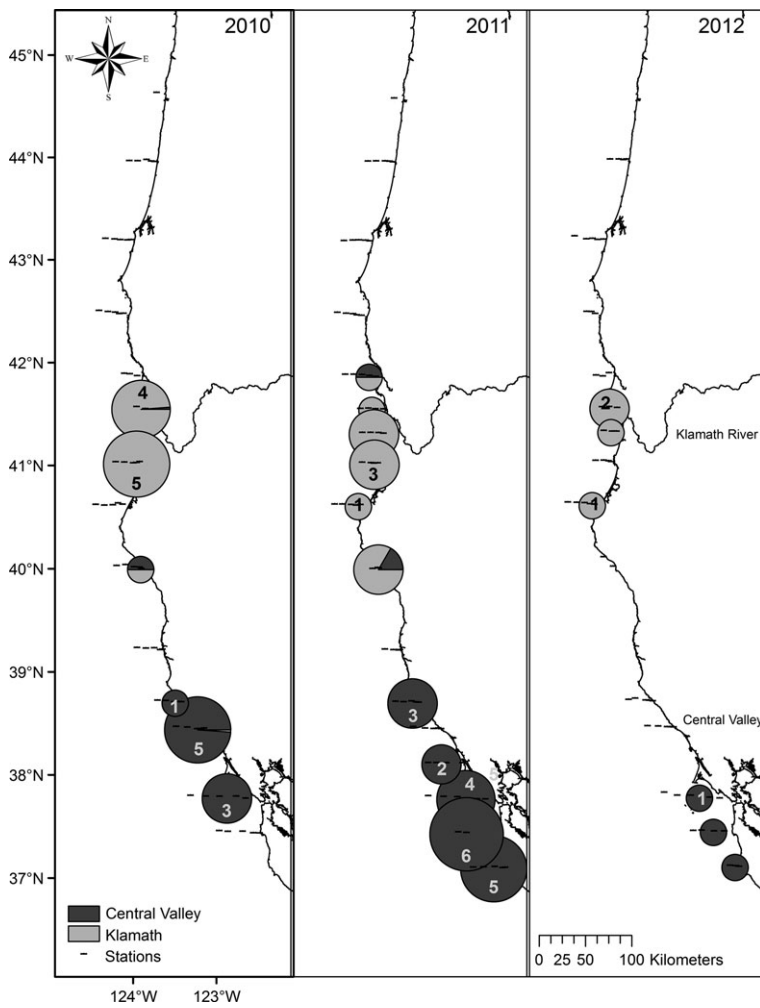 2010
2011
2012
N
W E
S
45°N
44°N
43°N
42°N
41°N
40°N
39°N
38°N
37°N
4
5
1
5
3
3
1
3
2
5
4
6
5
2
1
1
Klamath River
Central Valley
Central Valley
Klamath
Stations
0 25 50 100 Kilometers
124°W 123°W